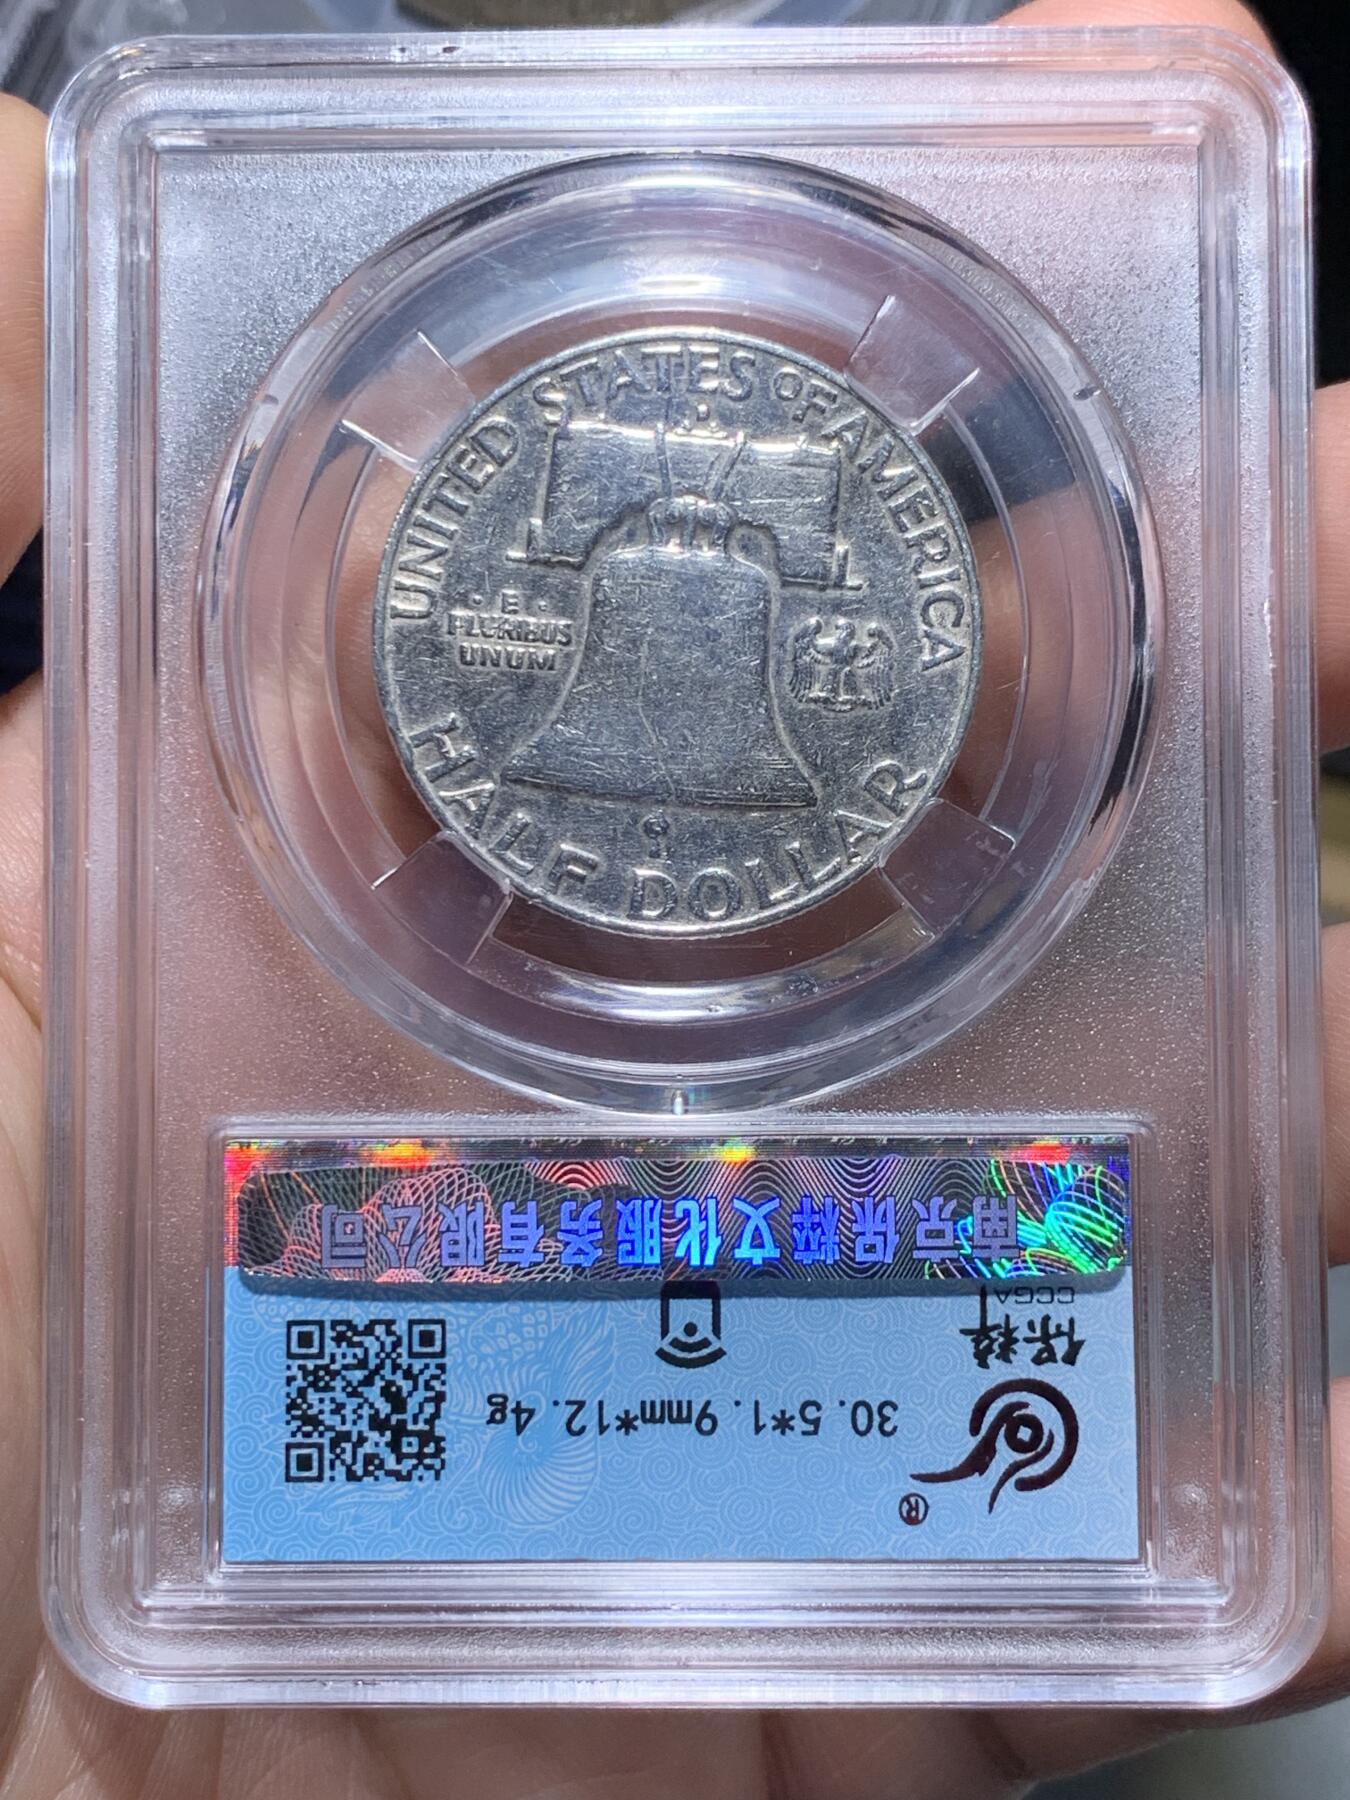 UNITED STATES OF AMERICA
D
· E ·
PLURIBUS
UNUM
HALF DOLLAR
南京保粹文化服务有限公司
CCGA
保粹
30.5*1.9mm*12.4g
®